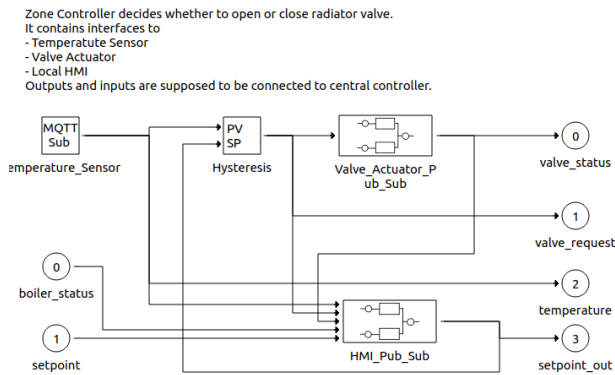 Zone Controller decides whether to open or close radiator valve.
It contains interfaces to
- Temperatute Sensor
- Valve Actuator
- Local HMI
Outputs and inputs are supposed to be connected to central controller.
MQTT
Sub
emperature_Sensor
PV
SP
Hysteresis
Valve_Actuator_P
ub_Sub
0
valve_status
1
valve_request
0
boiler_status
2
temperature
1
setpoint
HMI_Pub_Sub
3
setpoint_out